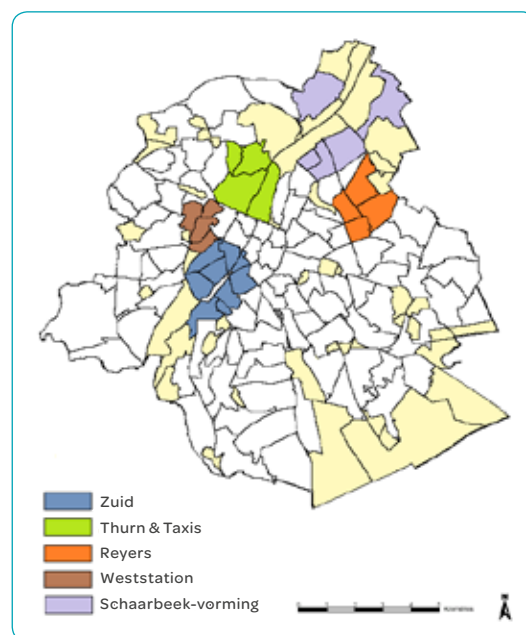 Zuid
Thurn & Taxis
Reyers
Weststation
Schaarbeek-vorming
N